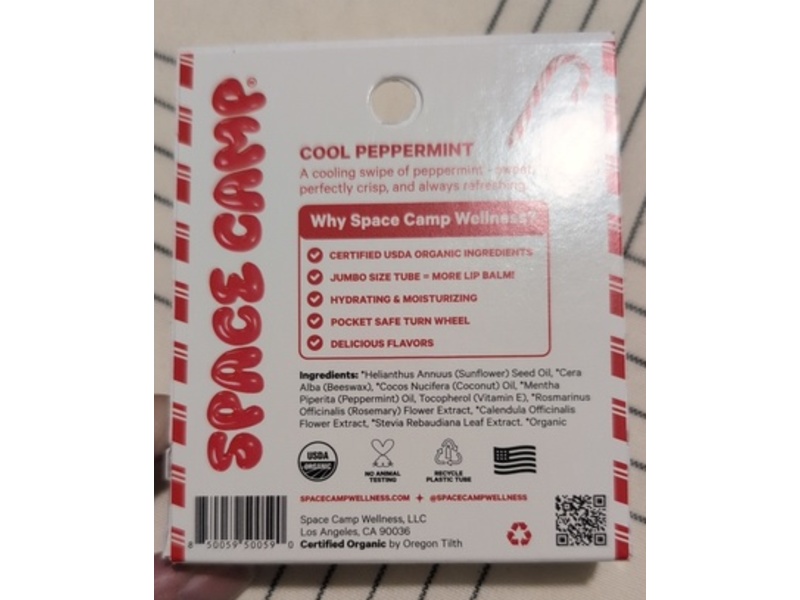 SPACE CAMP®
COOL PEPPERMINT
A cooling swipe of peppermint - sweet,
perfectly crisp, and always refreshing.
Why Space Camp Wellness?
CERTIFIED USDA ORGANIC INGREDIENTS
JUMBO SIZE TUBE = MORE LIP BALM!
HYDRATING & MOISTURIZING
POCKET SAFE TURN WHEEL
DELICIOUS FLAVORS
Ingredients: *Helianthus Annuus (Sunflower) Seed Oil, *Cera
Alba (Beeswax), *Cocos Nucifera (Coconut) Oil, *Mentha
Piperita (Peppermint) Oil, Tocopherol (Vitamin E), *Rosmarinus
Officinalis (Rosemary) Flower Extract, *Calendula Officinalis
Flower Extract, *Stevia Rebaudiana Leaf Extract. *Organic
USDA
ORGANIC
NO ANIMAL
TESTING
RECYCLE
PLASTIC TUBE
SPACECAMPWELLNESS.COM + @SPACECAMPWELLNESS
Space Camp Wellness, LLC
Los Angeles, CA 90036
Certified Organic by Oregon Tilth
8 50059 50059 0